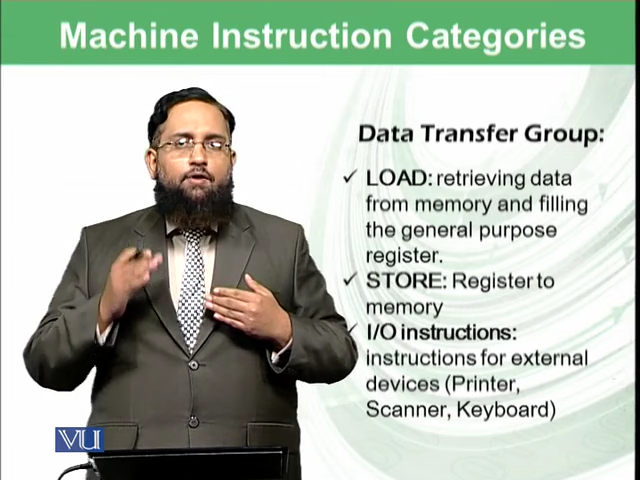 Machine Instruction Categories
Data Transfer Group:
✓ LOAD: retrieving data
from memory and filling
the general purpose
register.
✓ STORE: Register to
memory
✓ I/O instructions:
instructions for external
devices (Printer,
Scanner, Keyboard)
VU